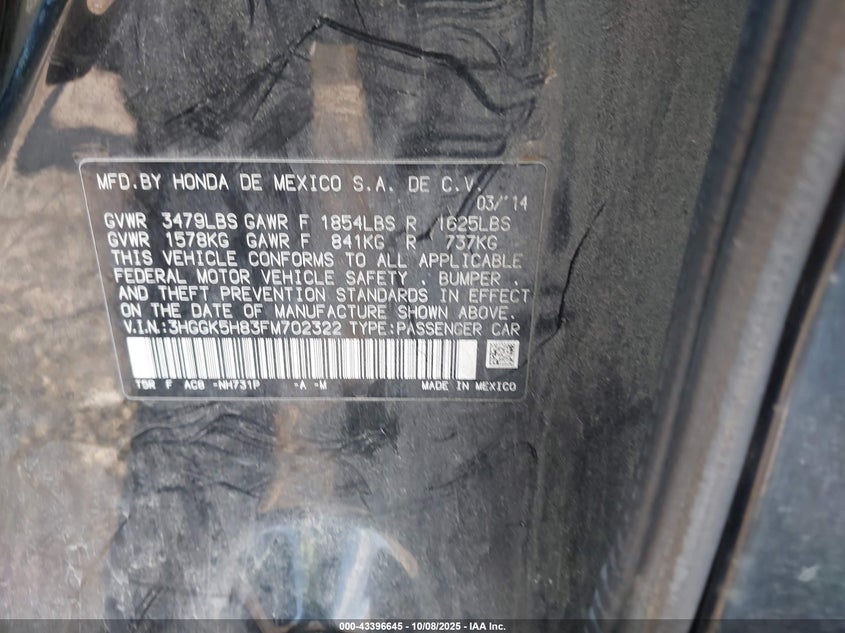 MFD.BY HONDA DE MEXICO S.A. DE C.V.
03/'14
GVWR 3479LBS GAWR F 1854LBS R 1625LBS
GVWR 1578KG GAWR F 841KG R 737KG
THIS VEHICLE CONFORMS TO ALL APPLICABLE
FEDERAL MOTOR VEHICLE SAFETY , BUMPER ,
AND THEFT PREVENTION STANDARDS IN EFFECT
ON THE DATE OF MANUFACTURE SHOWN ABOVE.
V.I.N.:3HGGK5H83FM702322 TYPE:PASSENGER CAR
T5R F AC8 -NH731P -A -M MADE IN MEXICO
000-43396645 - 10/08/2025 - IAA Inc.